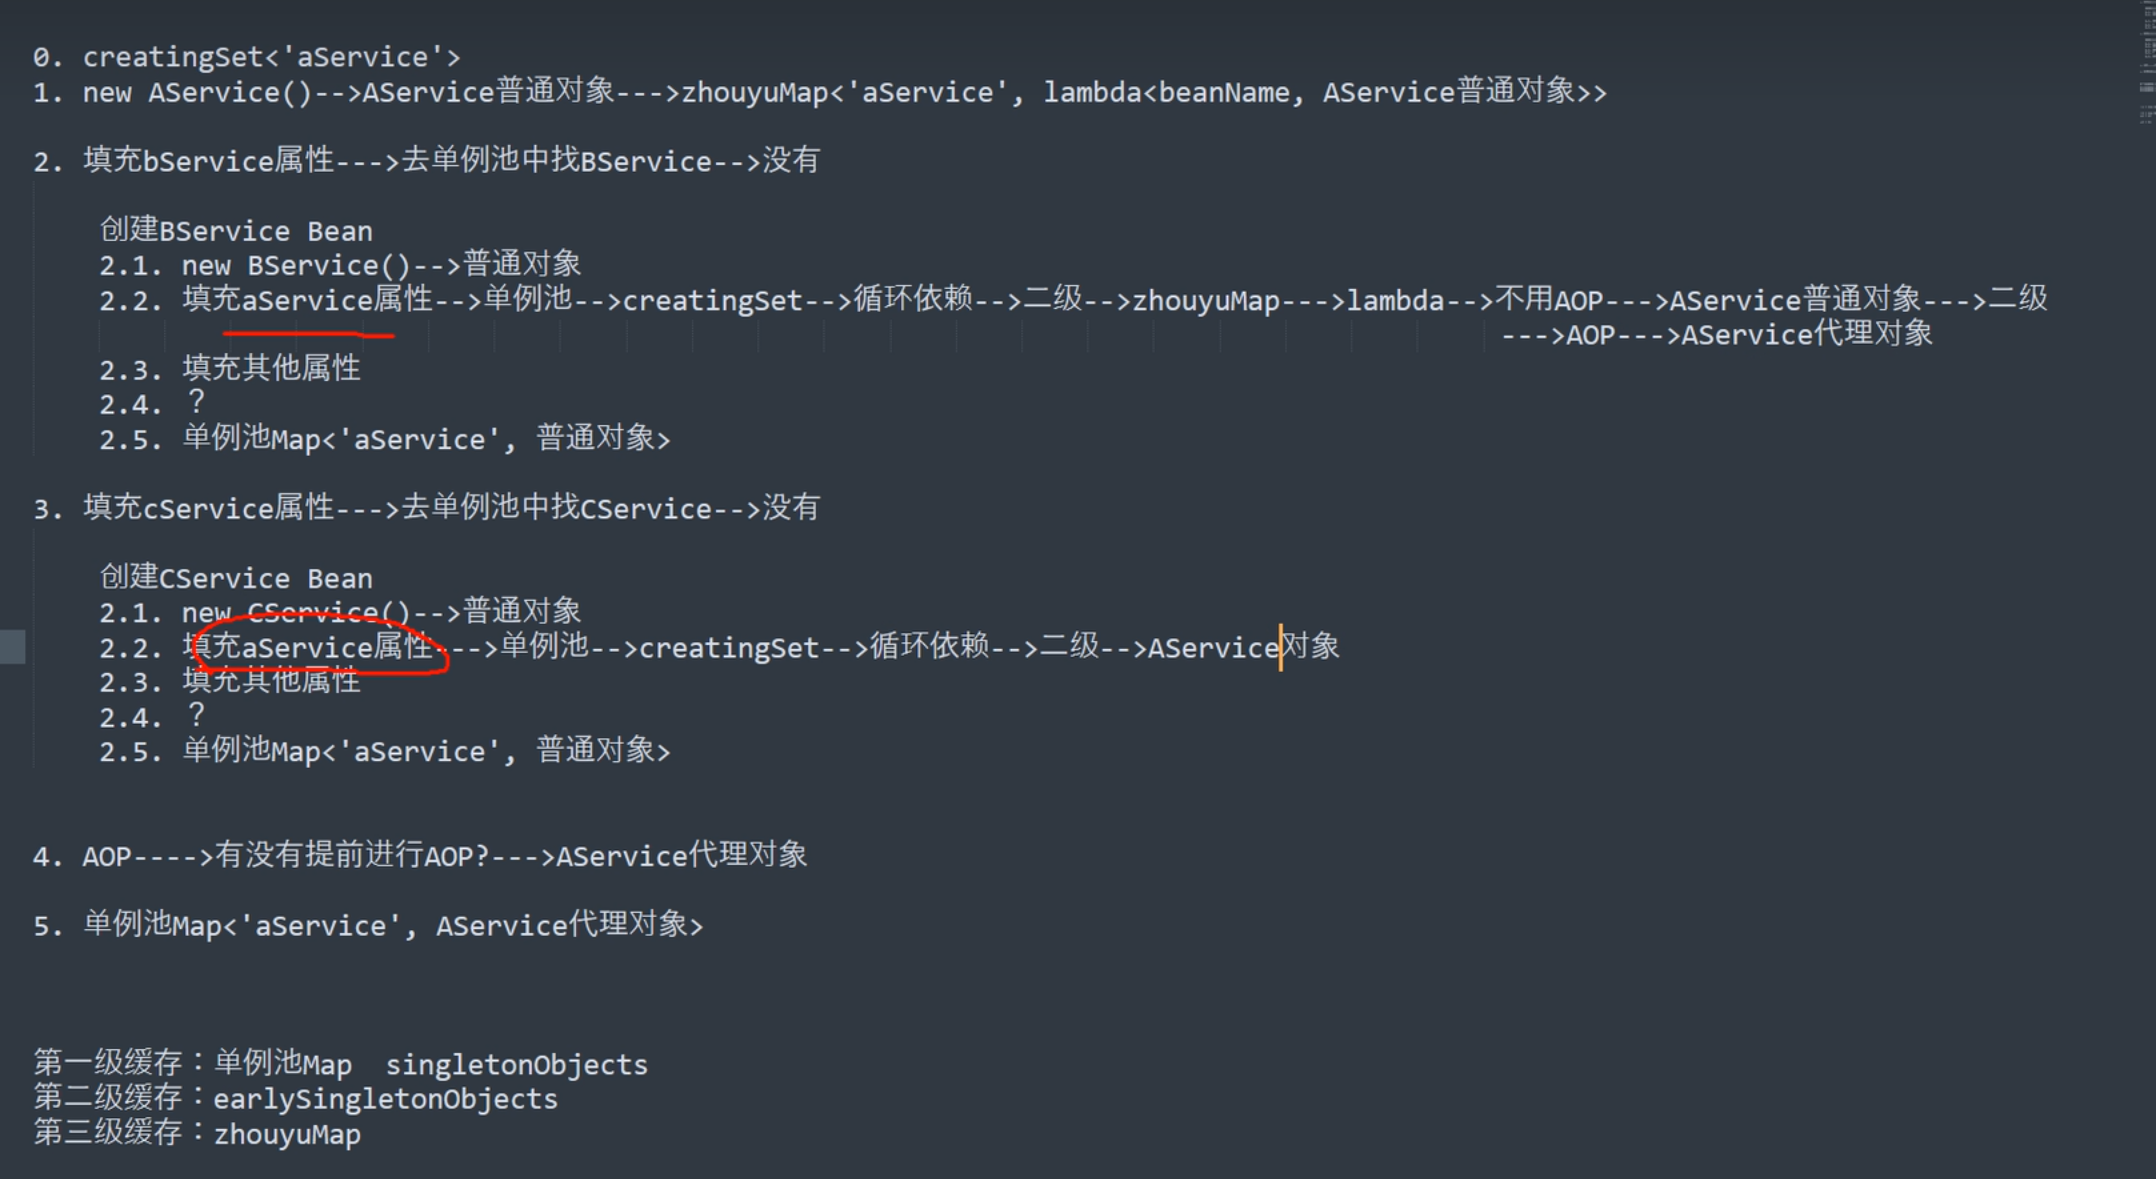 0. creatingSet<'aService'>
1. new AService()-->AService普通对象--->zhouyuMap<'aService', lambda<beanName, AService普通对象>>
2. 填充bService属性--->去单例池中找BService-->没有
创建BService Bean
2.1. new BService()-->普通对象
2.2. 填充aService属性-->单例池-->creatingSet-->循环依赖-->二级-->zhouyuMap--->lambda-->不用AOP--->AService普通对象--->二级
--->AOP--->AService代理对象
2.3. 填充其他属性
2.4. ？
2.5. 单例池Map<'aService', 普通对象>
3. 填充cService属性--->去单例池中找CService-->没有
创建CService Bean
2.1. new CService()-->普通对象
2.2. 填充aService属性--->单例池-->creatingSet-->循环依赖-->二级-->AService对象
2.3. 填充其他属性
2.4. ？
2.5. 单例池Map<'aService', 普通对象>
4. AOP---->有没有提前进行AOP?--->AService代理对象
5. 单例池Map<'aService', AService代理对象>
第一级缓存：单例池Map  singletonObjects
第二级缓存：earlySingletonObjects
第三级缓存：zhouyuMap